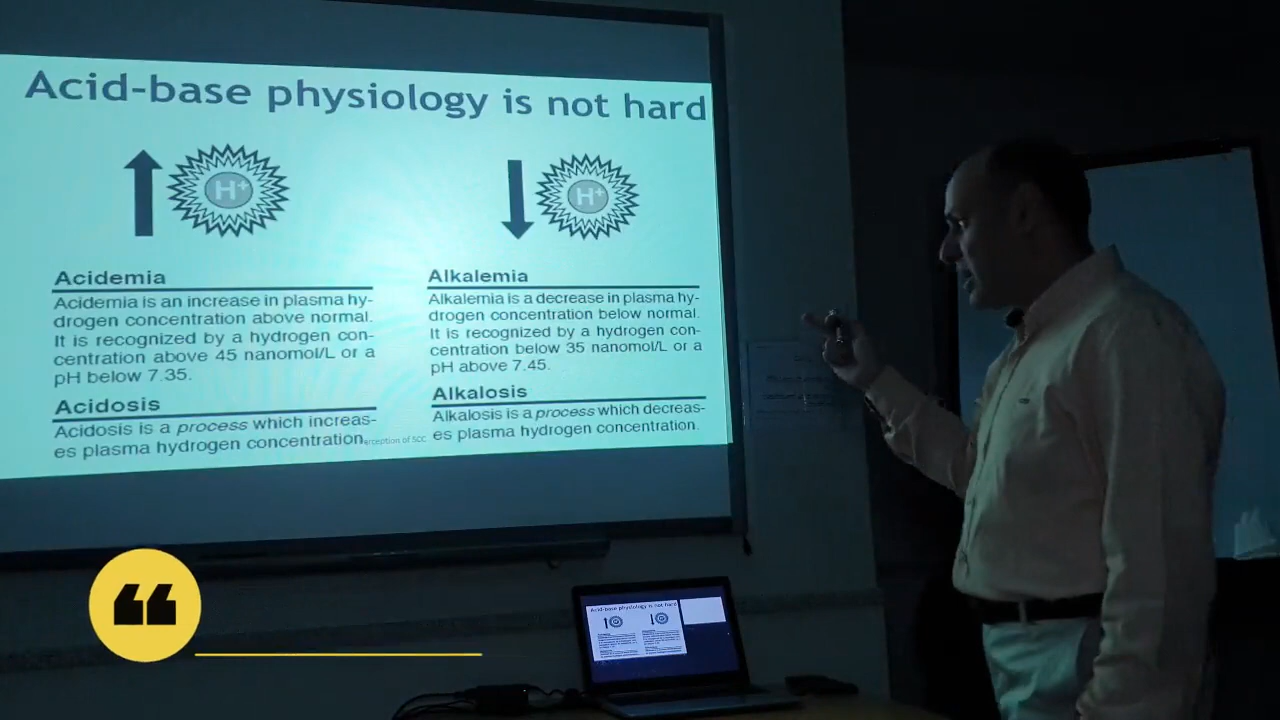 Acid-base physiology is not hard
H+
H+
Acidemia
Acidemia is an increase in plasma hy-
drogen concentration above normal.
It is recognized by a hydrogen con-
centration above 45 nanomol/L or a
pH below 7.35.
Acidosis
Acidosis is a process which increas-
es plasma hydrogen concentration.
Alkalemia
Alkalemia is a decrease in plasma hy-
drogen concentration below normal.
It is recognized by a hydrogen con-
centration below 35 nanomol/L or a
pH above 7.45.
Alkalosis
Alkalosis is a process which decreas-
es plasma hydrogen concentration.
of SCC
“
Acid-base physiology is not hard